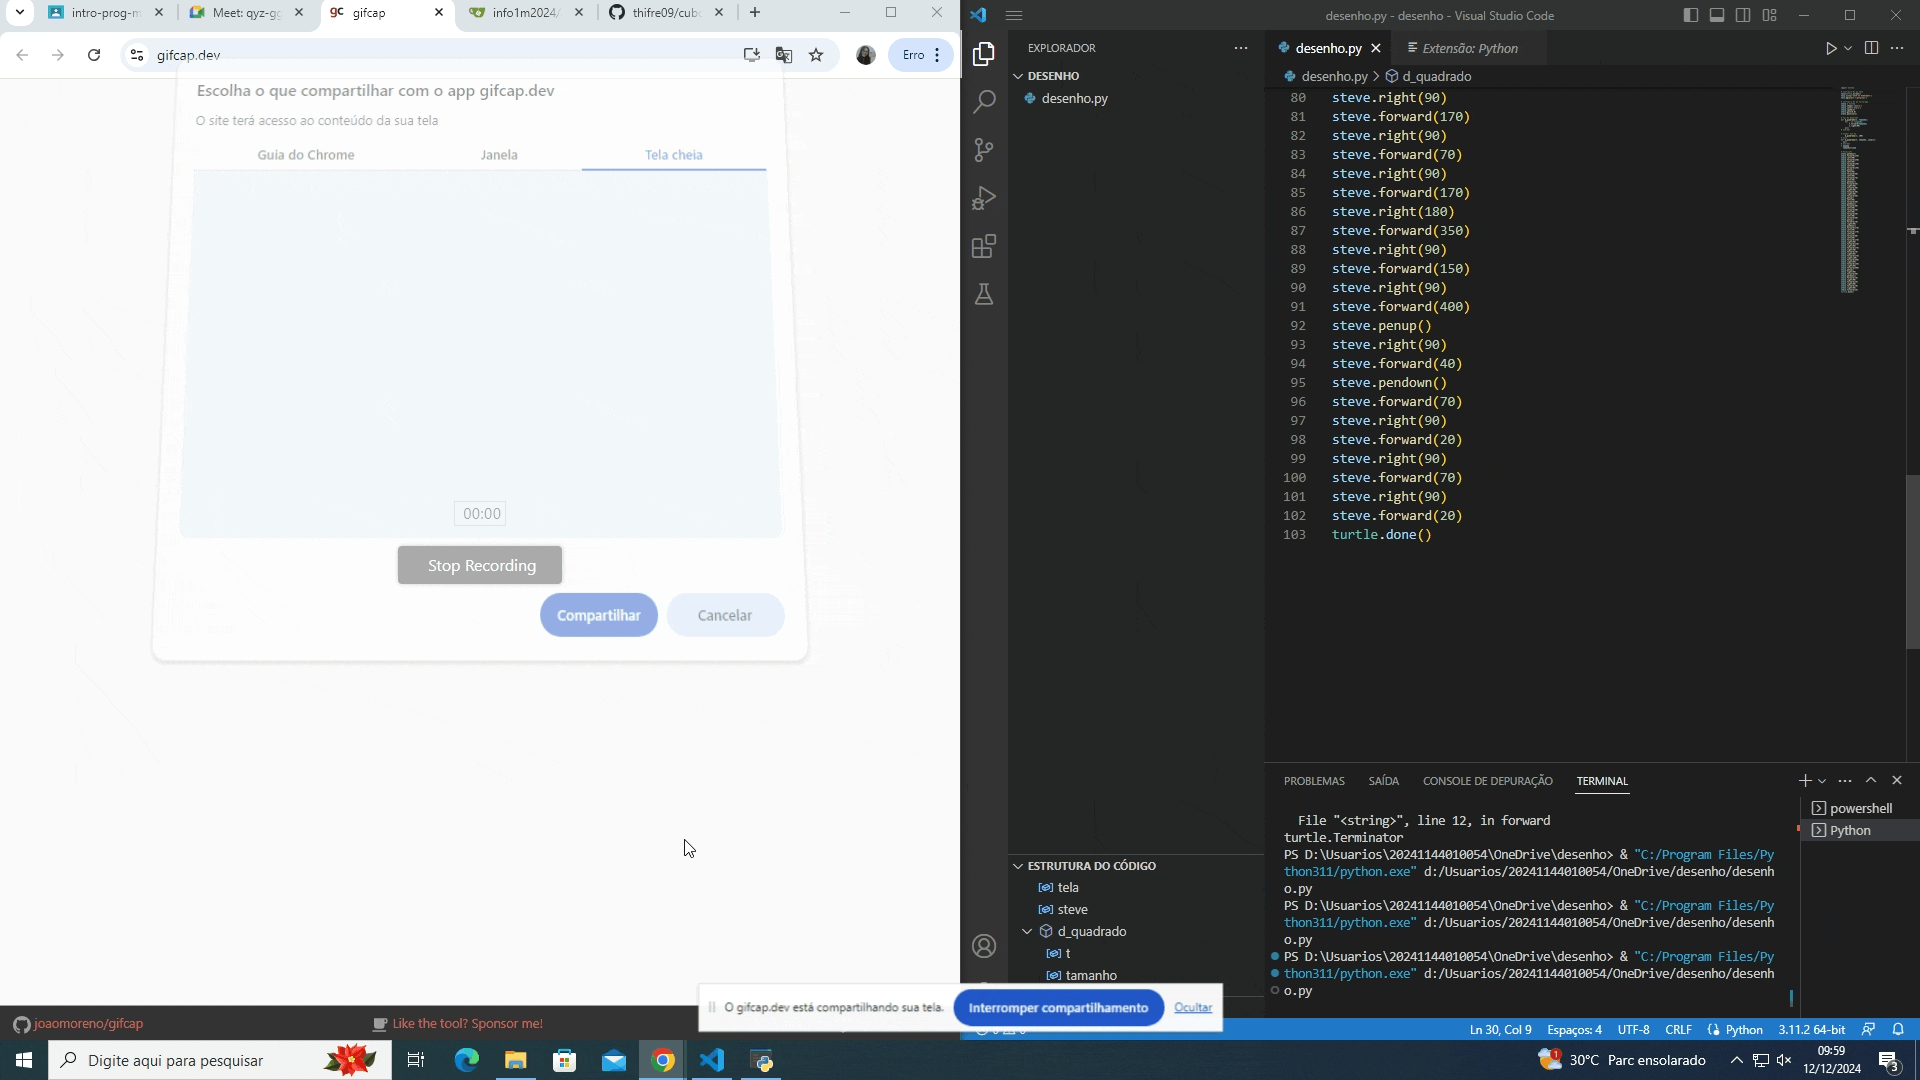 intro-prog-m
Meet: qyz-gg
gc gifcap
info1m2024/
thifre09/cubo
gifcap.dev
Erro
Escolha o que compartilhar com o app gifcap.dev
O site terá acesso ao conteúdo da sua tela
Guia do Chrome Janela Tela cheia
00:00
Stop Recording
Compartilhar Cancelar
joaomoreno/gifcap Like the tool? Sponsor me!
desenho.py - desenho - Visual Studio Code
EXPLORADOR
DESENHO
desenho.py
desenho.py Extensão: Python
desenho.py > d_quadrado
80 steve.right(90)
81 steve.forward(170)
82 steve.right(90)
83 steve.forward(70)
84 steve.right(90)
85 steve.forward(170)
86 steve.right(180)
87 steve.forward(350)
88 steve.right(90)
89 steve.forward(150)
90 steve.right(90)
91 steve.forward(400)
92 steve.penup()
93 steve.right(90)
94 steve.forward(40)
95 steve.pendown()
96 steve.forward(70)
97 steve.right(90)
98 steve.forward(20)
99 steve.right(90)
100 steve.forward(70)
101 steve.right(90)
102 steve.forward(20)
103 turtle.done()
ESTRUTURA DO CÓDIGO
tela
steve
d_quadrado
t
tamanho
PROBLEMAS SAÍDA CONSOLE DE DEPURAÇÃO TERMINAL
powershell
Python
File "<string>", line 12, in forward
turtle.Terminator
PS D:\Usuarios\20241144010054\OneDrive\desenho> & "C:/Program Files/Py
thon311/python.exe" d:/Usuarios/20241144010054/OneDrive/desenho/desenh
o.py
PS D:\Usuarios\20241144010054\OneDrive\desenho> & "C:/Program Files/Py
thon311/python.exe" d:/Usuarios/20241144010054/OneDrive/desenho/desenh
o.py
PS D:\Usuarios\20241144010054\OneDrive\desenho> & "C:/Program Files/Py
thon311/python.exe" d:/Usuarios/20241144010054/OneDrive/desenho/desenh
o.py
O gifcap.dev está compartilhando sua tela. Interromper compartilhamento Ocultar
Ln 30, Col 9 Espaços: 4 UTF-8 CRLF Python 3.11.2 64-bit
Digite aqui para pesquisar
1 30°C Parc ensolarado
09:59
12/12/2024
3